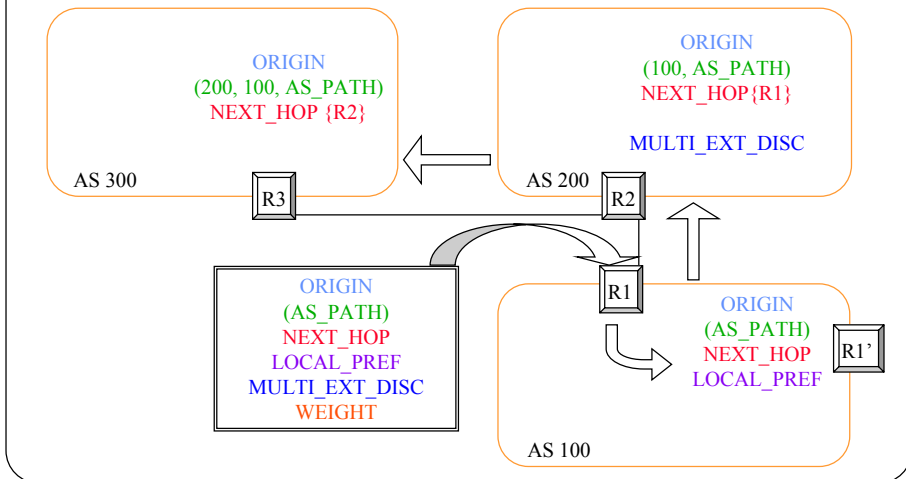 ORIGIN
(200, 100, AS_PATH)
NEXT_HOP {R2}
AS 300
R3
ORIGIN
(100, AS_PATH)
NEXT_HOP{R1}
MULTI_EXT_DISC
AS 200
R2
ORIGIN
(AS_PATH)
NEXT_HOP
LOCAL_PREF
MULTI_EXT_DISC
WEIGHT
R1
ORIGIN
(AS_PATH)
NEXT_HOP
LOCAL_PREF
R1’
AS 100